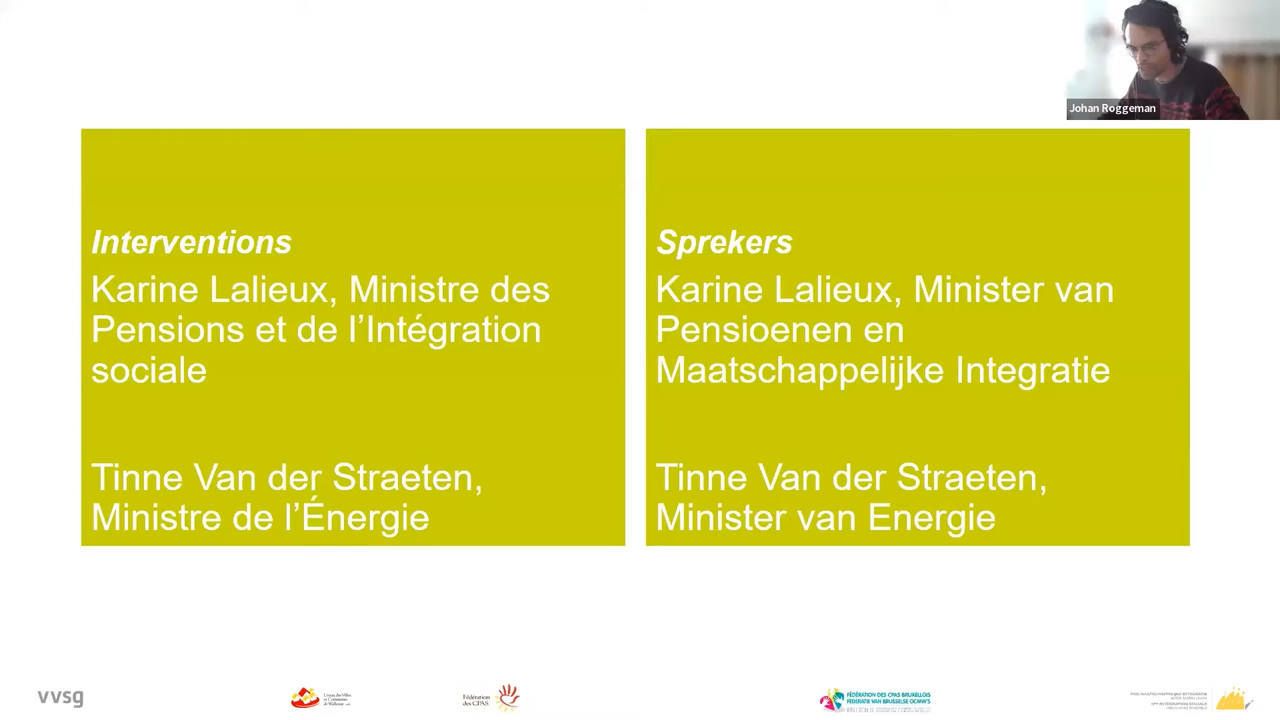 Johan Roggeman
Interventions
Karine Lalieux, Ministre des
Pensions et de l’Intégration
sociale
Tinne Van der Straeten,
Ministre de l’Énergie
Sprekers
Karine Lalieux, Minister van
Pensioenen en
Maatschappelijke Integratie
Tinne Van der Straeten,
Minister van Energie
vvsg
Fédération
des CPAS
FÉDÉRATION DES CPAS BRUXELLOIS
FEDERATIE VAN BRUSSELSE OCMW'S